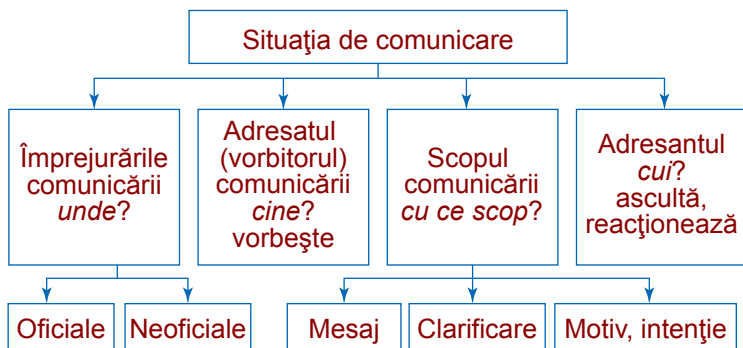 Situaţia de comunicare
Împrejurările
comunicării
unde?
Adresatul
(vorbitorul)
comunicării
cine?
vorbeşte
Scopul
comunicării
cu ce scop?
Adresantul
cui?
ascultă,
reacţionează
Oficiale
Neoficiale
Mesaj
Clarificare
Motiv, intenţie